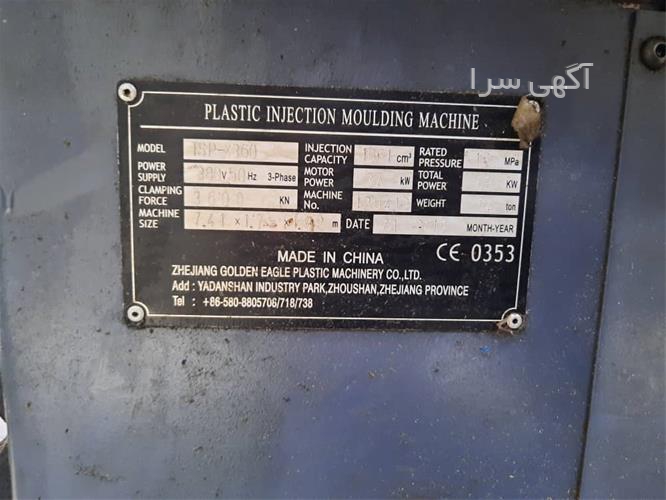 آگهی سرا
PLASTIC INJECTION MOULDING MACHINE
MODEL INJECTION CAPACITY cm³ RATED PRESSURE MPa
POWER SUPPLY V 50 Hz 3-Phase MOTOR POWER kW TOTAL POWER KW
CLAMPING FORCE 3600 KN MACHINE No. WEIGHT ton
MACHINE SIZE x x m DATE MONTH-YEAR
MADE IN CHINA CE 0353
ZHEJIANG GOLDEN EAGLE PLASTIC MACHINERY CO.,LTD.
Add : YADANSHAN INDUSTRY PARK,ZHOUSHAN,ZHEJIANG PROVINCE
Tel : +86-580-8805706/718/738